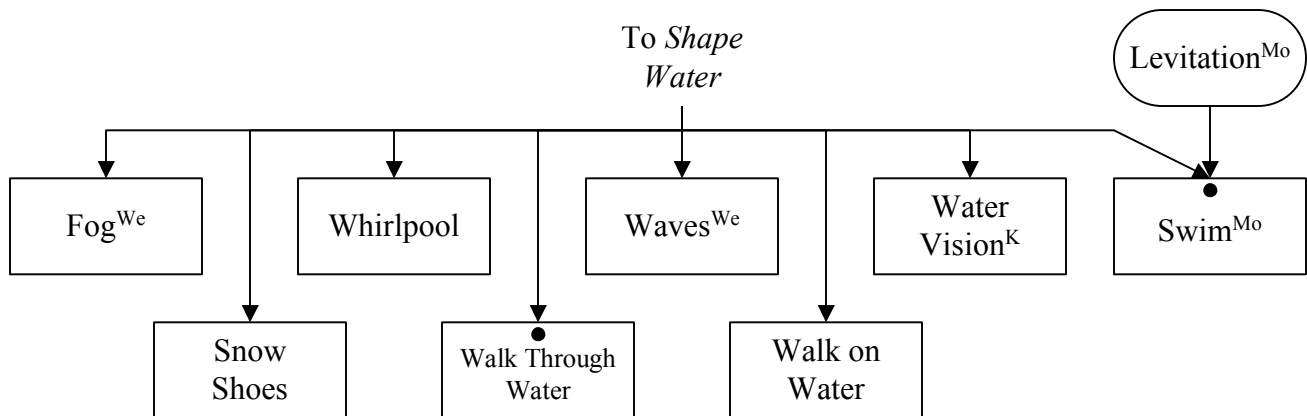 To Shape
Water
Levitation^Mo
Fog^We
Whirlpool
Waves^We
Water
Vision^K
Swim^Mo
Snow
Shoes
Walk Through
Water
Walk on
Water